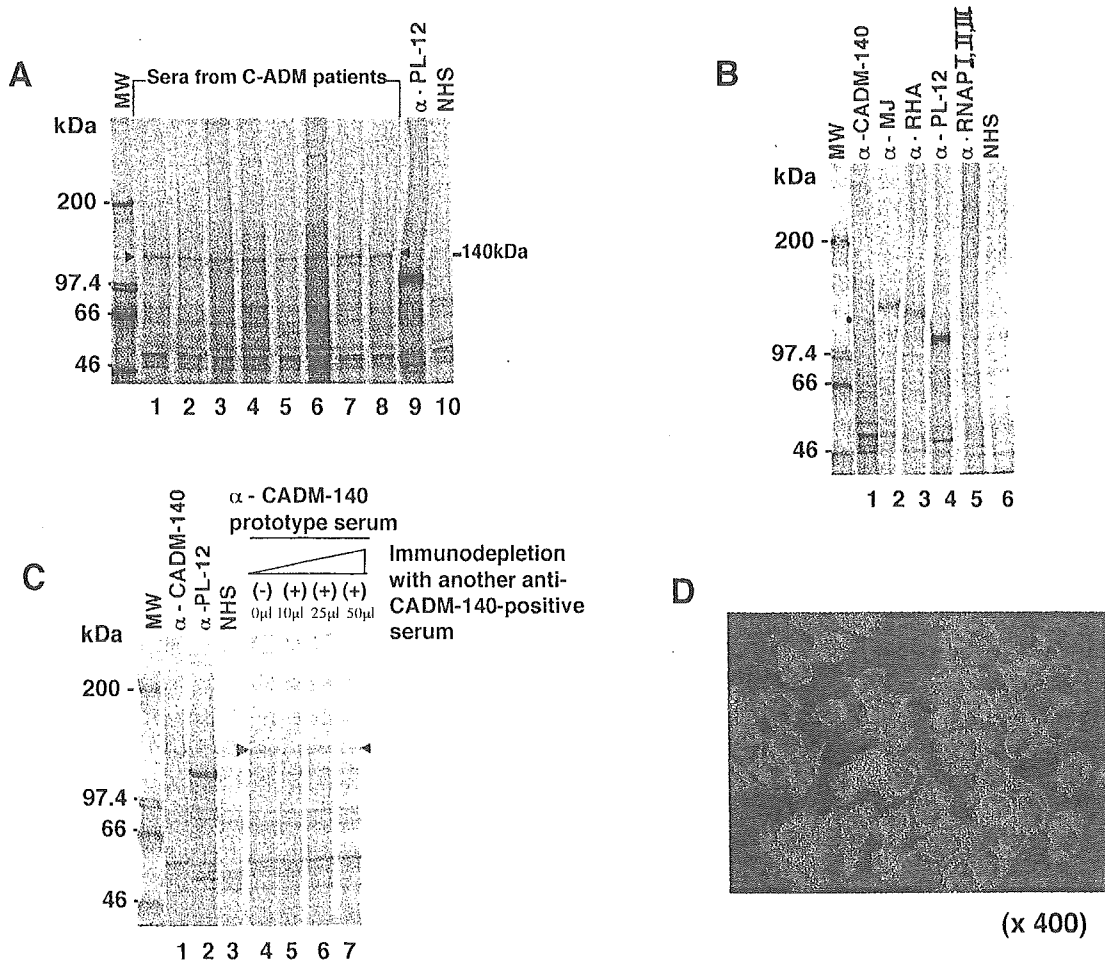 A
MW
Sera from C-ADM patients
α - PL-12
NHS
kDa
200 -
97.4 -
66 -
46 -
-140kDa
1 2 3 4 5 6 7 8 9 10
B
MW
α -CADM-140
α - MJ
α · RHA
α - PL-12
α · RNAP I, II, III
NHS
kDa
200 -
97.4 -
66 -
46 -
1 2 3 4 5 6
C
MW
α - CADM-140
α -PL-12
NHS
α - CADM-140
prototype serum
(-) (+) (+) (+)
0µl 10µl 25µl 50µl
Immunodepletion
with another anti-
CADM-140-positive
serum
kDa
200 -
97.4 -
66 -
46 -
1 2 3 4 5 6 7
D
(x 400)